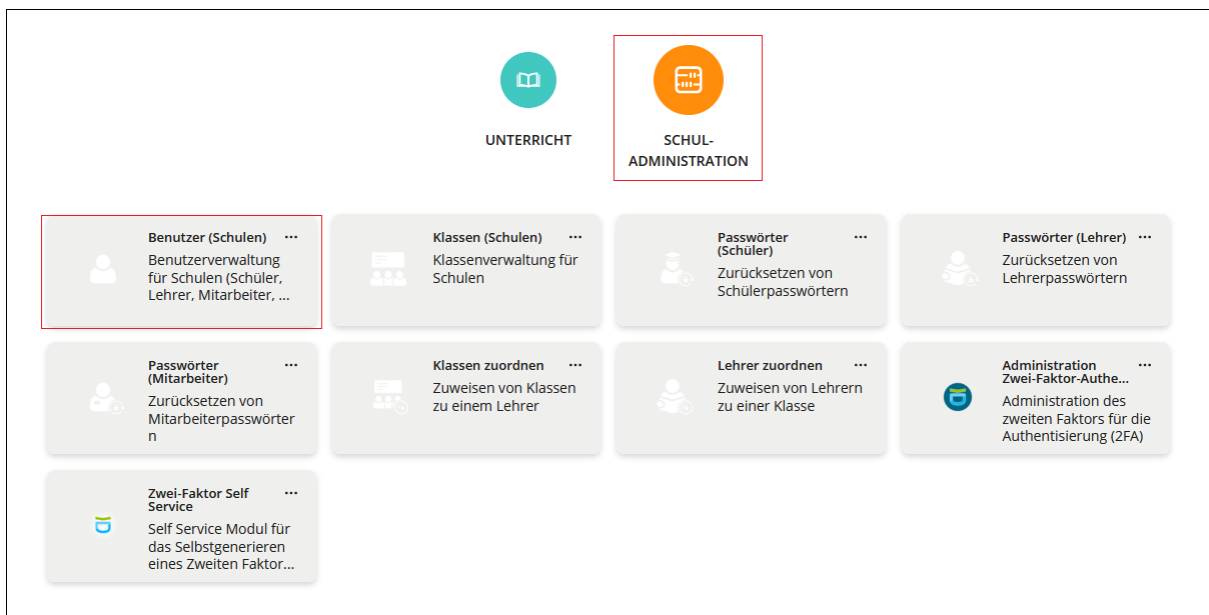 UNTERRICHT
SCHUL-
ADMINISTRATION
Benutzer (Schulen) ...
Benutzerverwaltung
für Schulen (Schüler,
Lehrer, Mitarbeiter, ...
Klassen (Schulen) ...
Klassenverwaltung für
Schulen
Passwörter ...
(Schüler)
Zurücksetzen von
Schülerpasswörtern
Passwörter (Lehrer) ...
Zurücksetzen von
Lehrerpasswörtern
Passwörter ...
(Mitarbeiter)
Zurücksetzen von
Mitarbeiterpasswörter
n
Klassen zuordnen ...
Zuweisen von Klassen
zu einem Lehrer
Lehrer zuordnen ...
Zuweisen von Lehrern
zu einer Klasse
Administration ...
Zwei-Faktor-Authe...
Administration des
zweiten Faktors für die
Authentisierung (2FA)
Zwei-Faktor Self ...
Service
Self Service Modul für
das Selbstgenerieren
eines Zweiten Faktor...